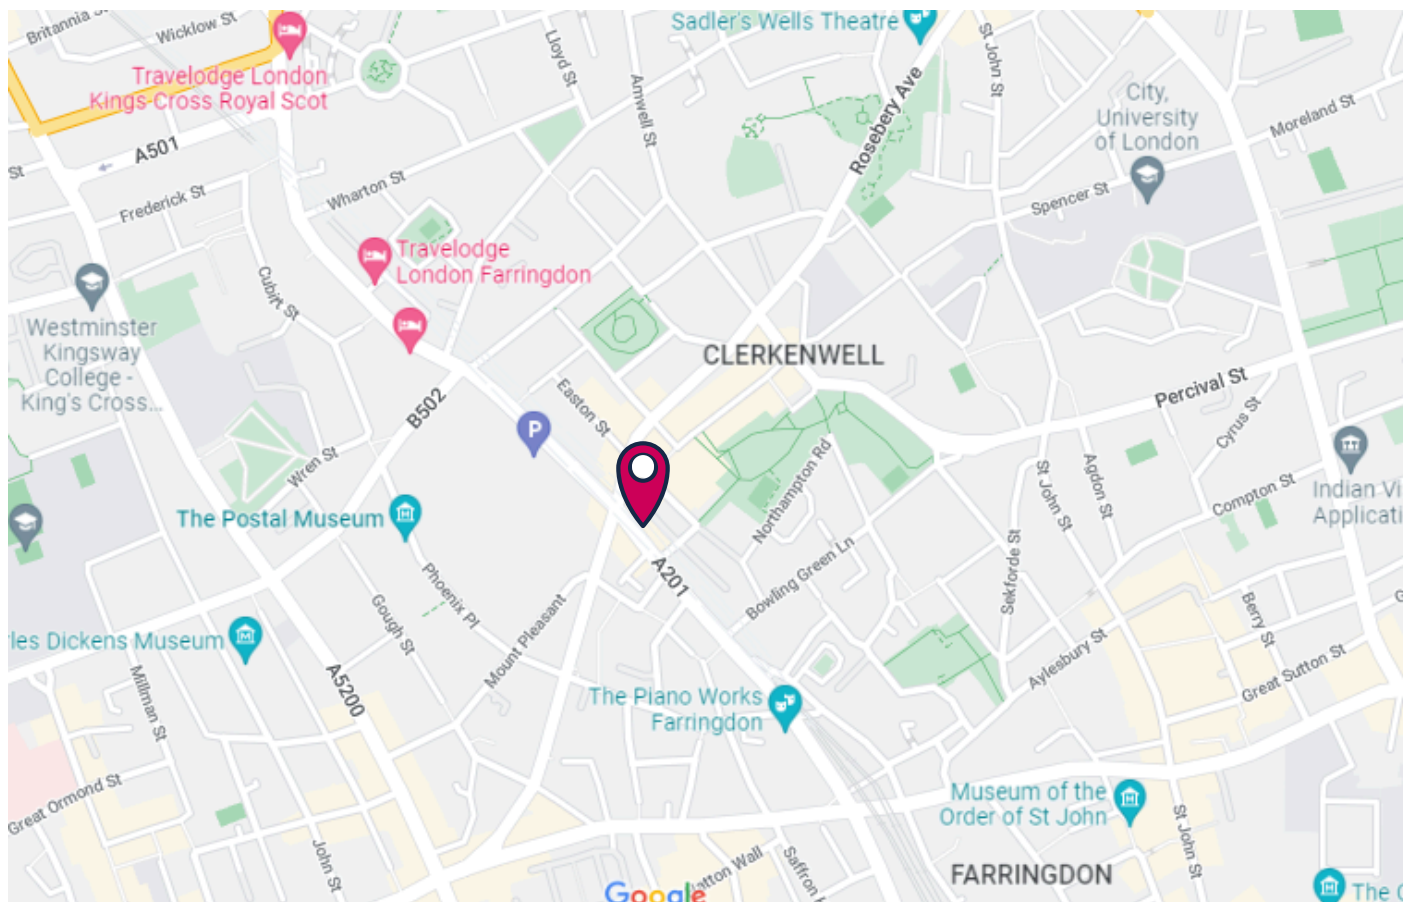 Britannia
Wicklow St
Sadler's Wells Theatre
St John St
Lloyd St
Travelodge London
Kings-Cross Royal Scot
Amwell St
Rosebery Ave
City,
University
of London
Moreland St
A501
St
Frederick St
Wharton St
Spencer St
Travelodge
London Farringdon
Cubitt St
Westminster
Kingsway
College -
King's Cross...
CLERKENWELL
B502
Easton St
Percival St
Cyrus St
P
Wren St
Northampton Rd
St John St
Agdon St
Compton St
Indian Vi
Applicati
The Postal Museum
A201
Bowling Green Ln
Sekforde St
Phoenix Pl
Gough St
Mount Pleasant
Berry St
G
les Dickens Museum
Aylesbury St
Great Sutton St
Millman St
A5200
The Piano Works
Farringdon
Great Ormond St
Museum of the
Order of St John
St John St
John St
atton Wall
Saffron
FARRINGDON
Google
The C